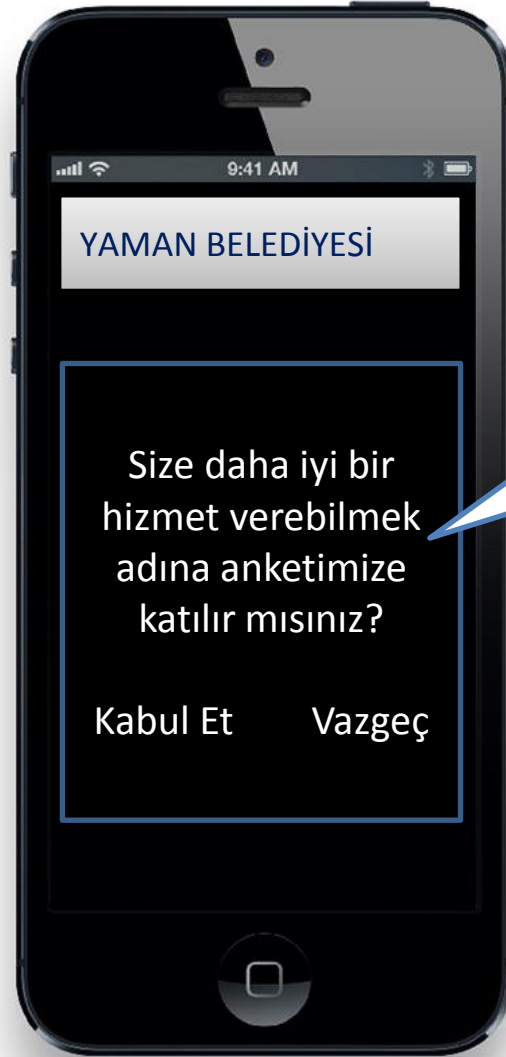 9:41 AM
YAMAN BELEDİYESİ
Size daha iyi bir
hizmet verebilmek
adına anketimize
katılır mısınız?
Kabul Et Vazgeç